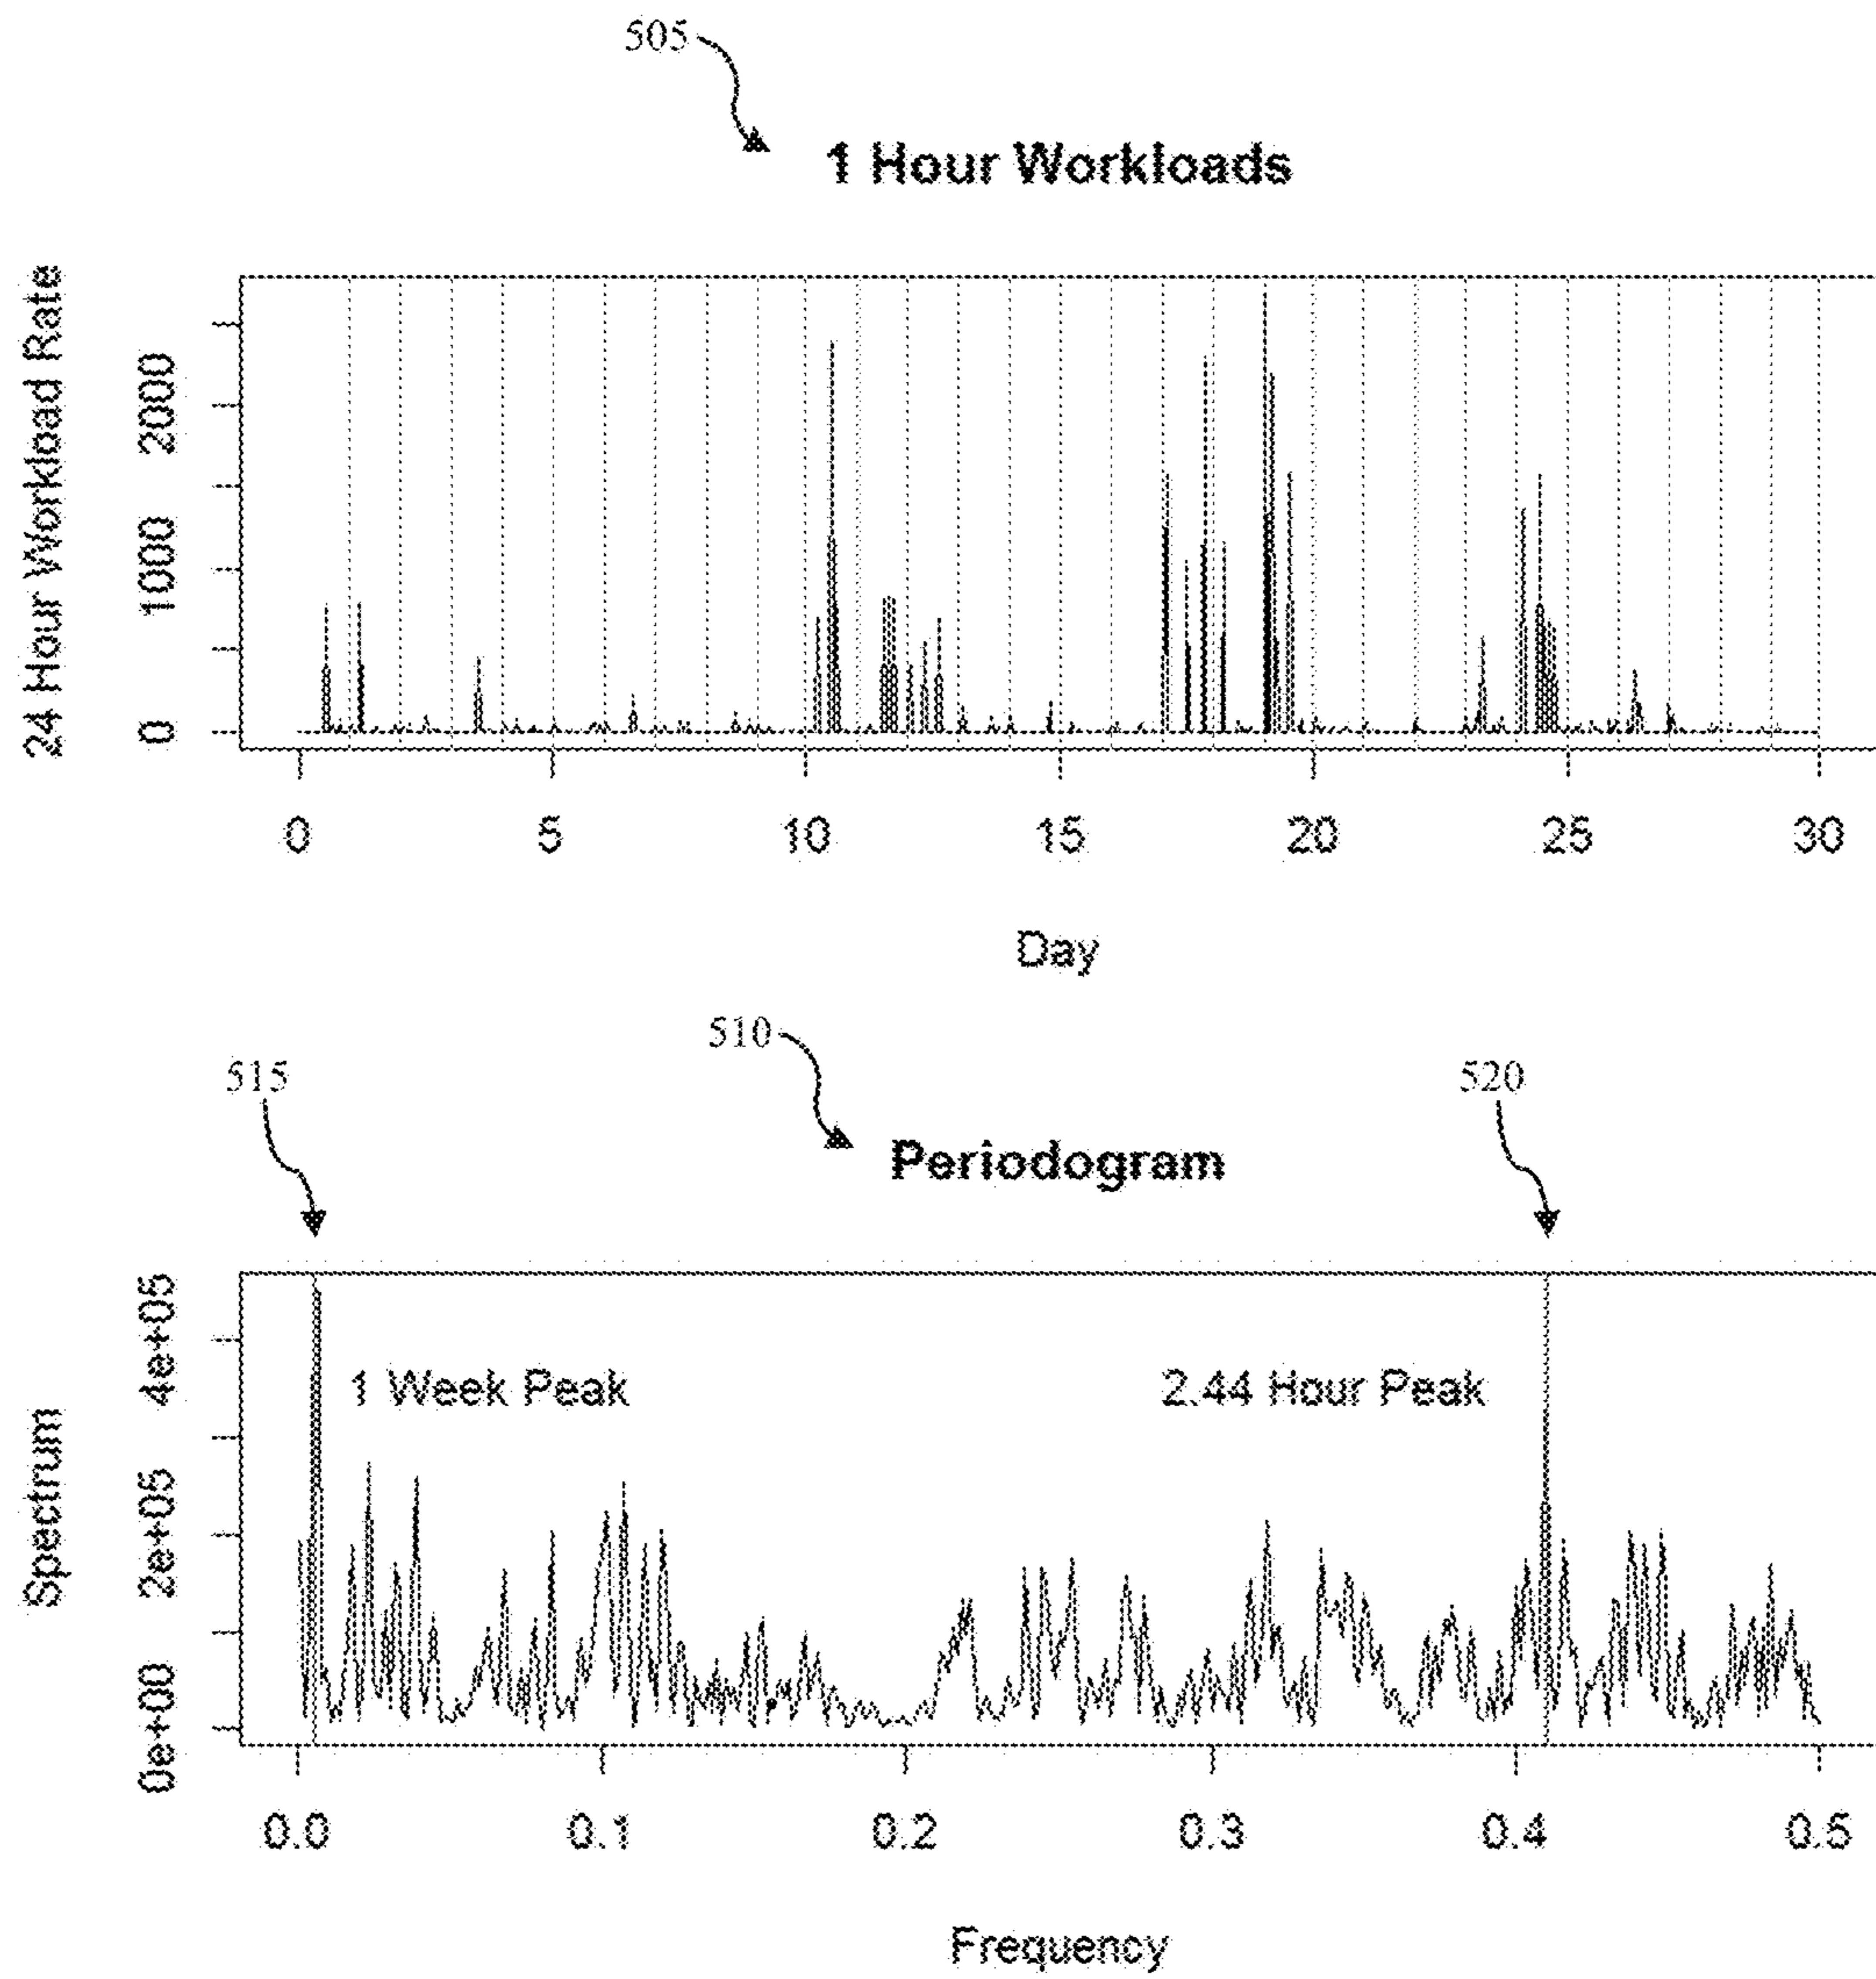 505
1 Hour Workloads
24 Hour Workload Rate
2000
1000
0
0 5 10 15 20 25 30
Day
510
515
520
Periodogram
1 Week Peak
2.44 Hour Peak
Spectrum
4e+05
2e+05
0e+00
0.0 0.1 0.2 0.3 0.4 0.5
Frequency